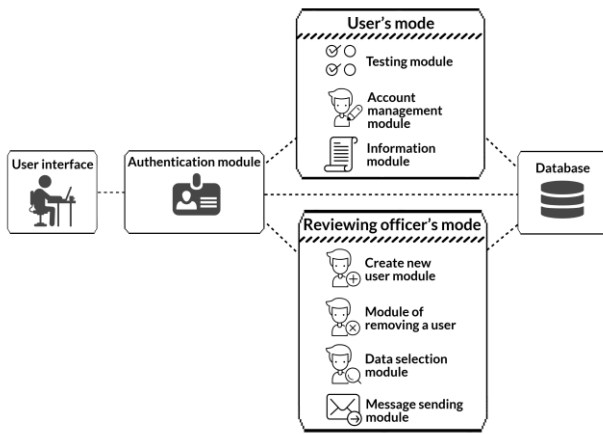 User's mode
Testing module
Account
management
module
Information
module
User interface
Authentication module
Database
Reviewing officer's mode
Create new
user module
Module of
removing a user
Data selection
module
Message sending
module